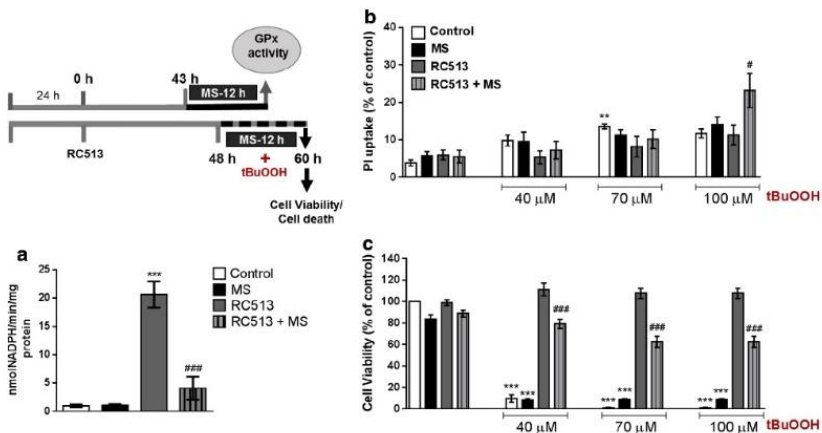 GPx
activity
0 h
43 h
24 h
MS-12 h
RC513
48 h
MS-12 h
+
tBuOOH
60 h
Cell Viability/
Cell death
a
nmolNADPH/min/mg
protein
25
20
15
10
5
0
***
###
Control
MS
RC513
RC513 + MS
b
PI uptake (% of control)
40
30
20
10
0
Control
MS
RC513
RC513 + MS
**
#
40 µM
70 µM
100 µM
tBuOOH
c
Cell Viability (% of control)
140
120
100
80
60
40
20
0
*** *** ###
*** *** ###
*** *** ###
40 µM
70 µM
100 µM
tBuOOH